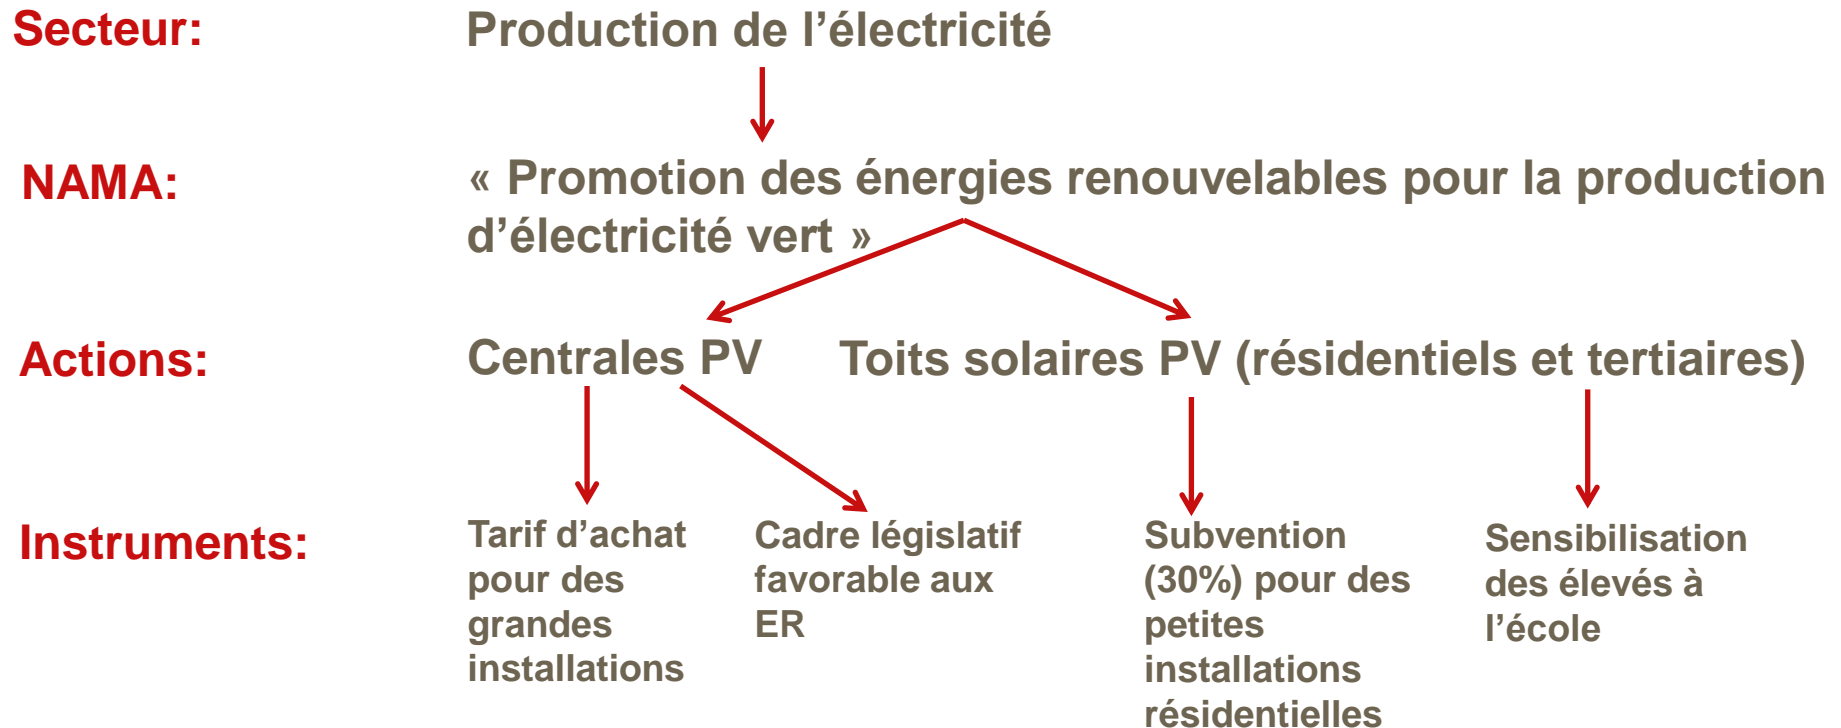 Secteur:
Production de l’électricité
NAMA:
« Promotion des énergies renouvelables pour la production
d’électricité vert »
Actions:
Centrales PV
Toits solaires PV (résidentiels et tertiaires)
Instruments:
Tarif d’achat
pour des
grandes
installations
Cadre législatif
favorable aux
ER
Subvention
(30%) pour des
petites
installations
résidentielles
Sensibilisation
des élevés à
l’école